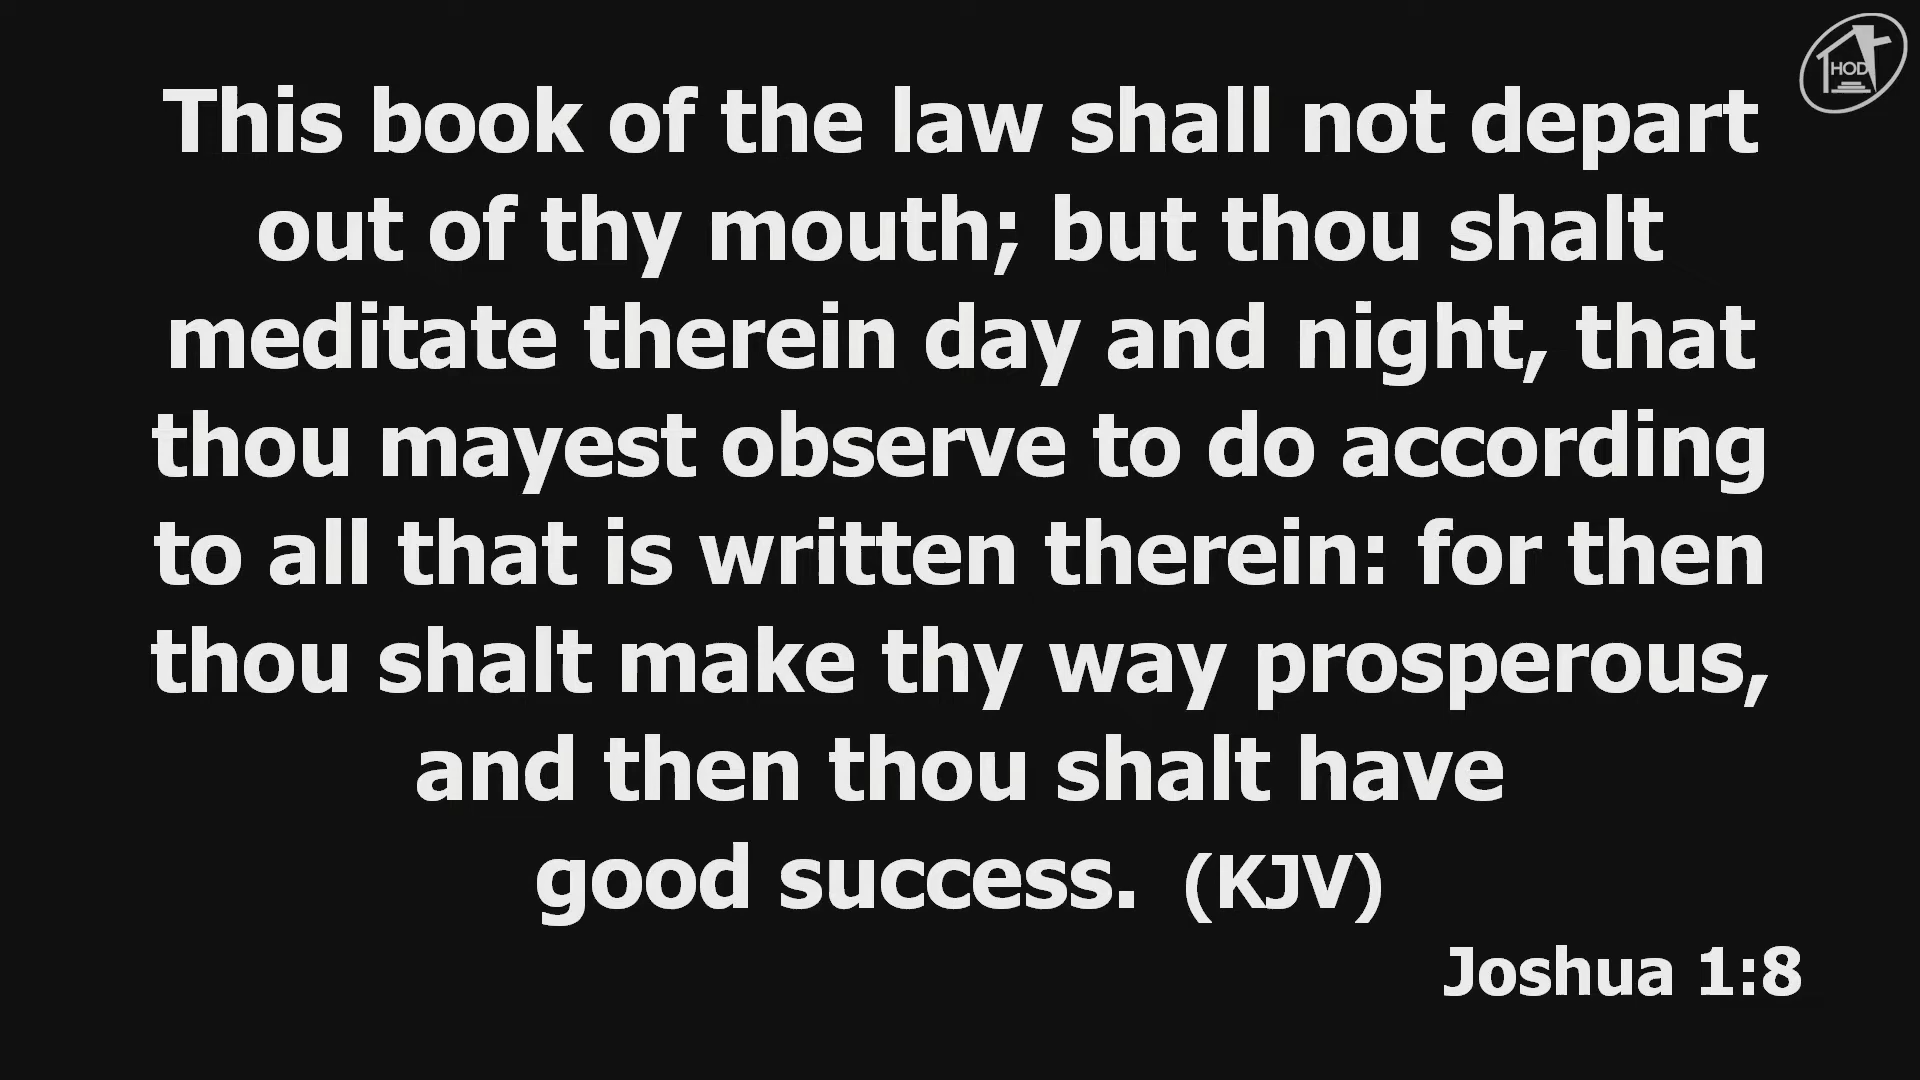 HOD
This book of the law shall not depart
out of thy mouth; but thou shalt
meditate therein day and night, that
thou mayest observe to do according
to all that is written therein: for then
thou shalt make thy way prosperous,
and then thou shalt have
good success. (KJV)
Joshua 1:8